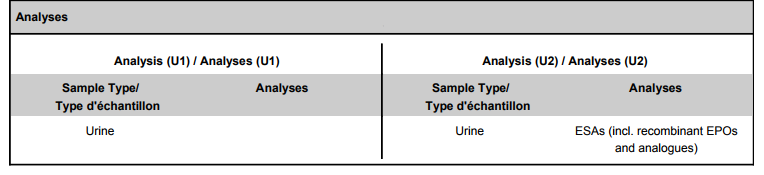 Analyses
Analysis (U1) / Analyses (U1)
Analysis (U2) / Analyses (U2)
Sample Type/
Type d'échantillon
Analyses
Sample Type/
Type d'échantillon
Analyses
Urine
Urine
ESAs (incl. recombinant EPOs
and analogues)